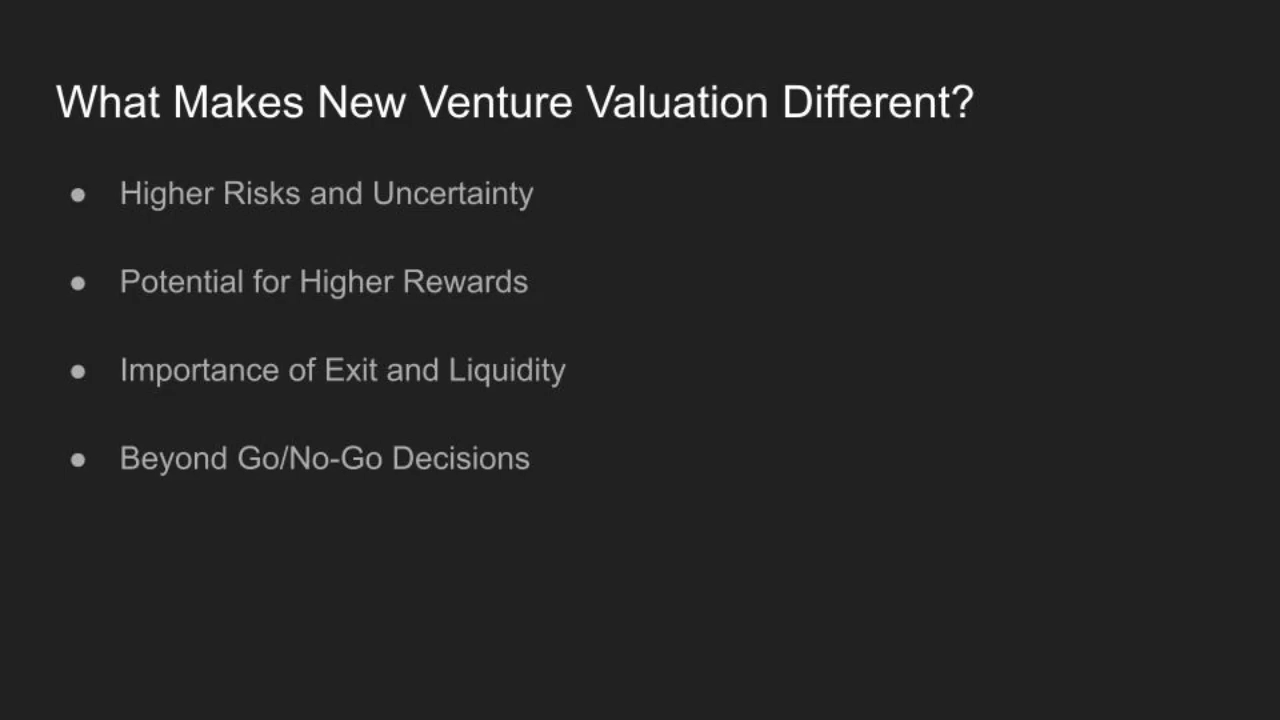 What Makes New Venture Valuation Different?
● Higher Risks and Uncertainty
● Potential for Higher Rewards
● Importance of Exit and Liquidity
● Beyond Go/No-Go Decisions